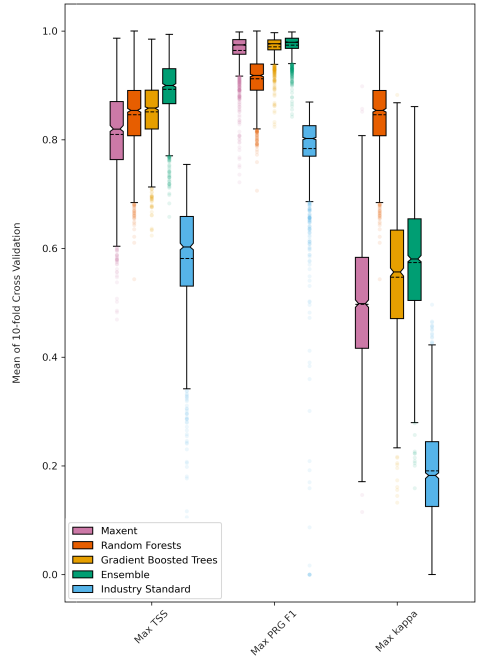 Mean of 10-fold Cross Validation
1.0
0.8
0.6
0.4
0.2
0.0
Maxent
Random Forests
Gradient Boosted Trees
Ensemble
Industry Standard
Max TSS
Max PRG F1
Max kappa